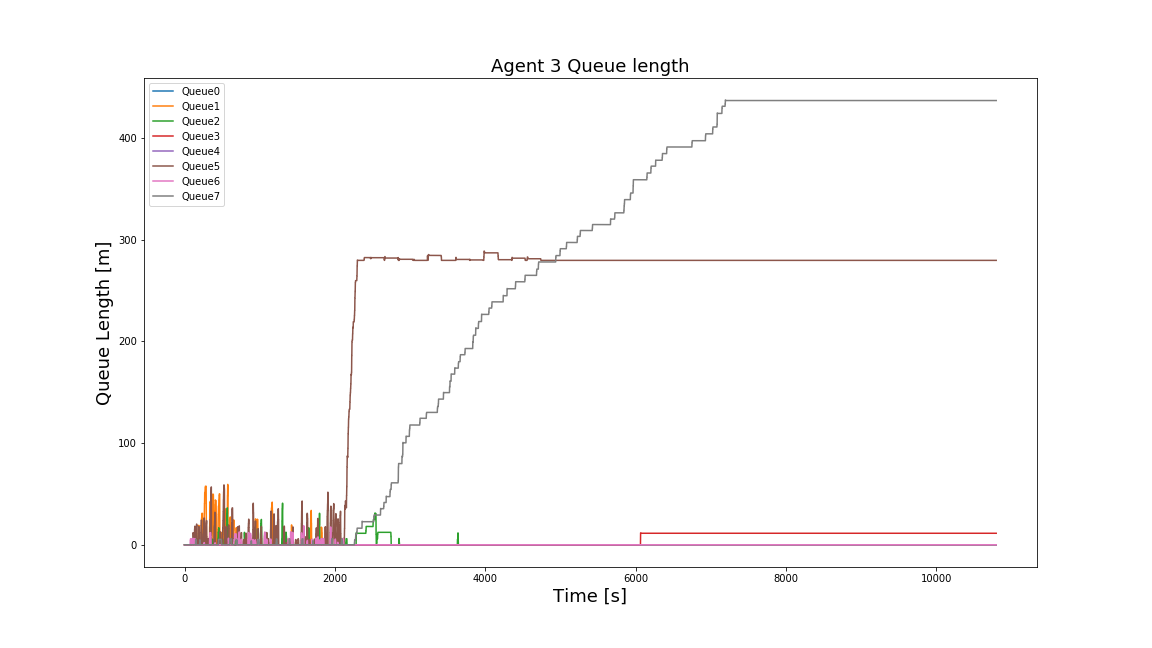 Agent 3 Queue length
Queue0
Queue1
Queue2
Queue3
Queue4
Queue5
Queue6
Queue7
Queue Length [m]
400
300
200
100
0
0 2000 4000 6000 8000 10000
Time [s]